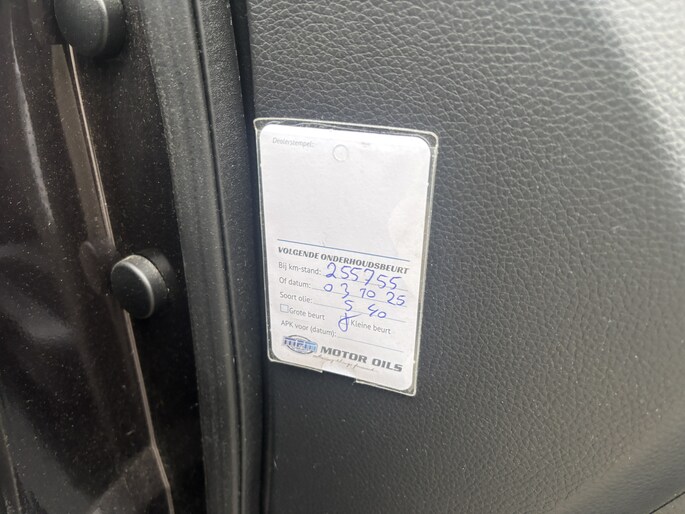 Dealerstempel:
VOLGENDE ONDERHOUDSBEURT
Bij km-stand: 255755
Of datum: 03 10 25
Soort olie: 5 40
Grote beurt Kleine beurt
APK voor (datum):
MOTOR OILS